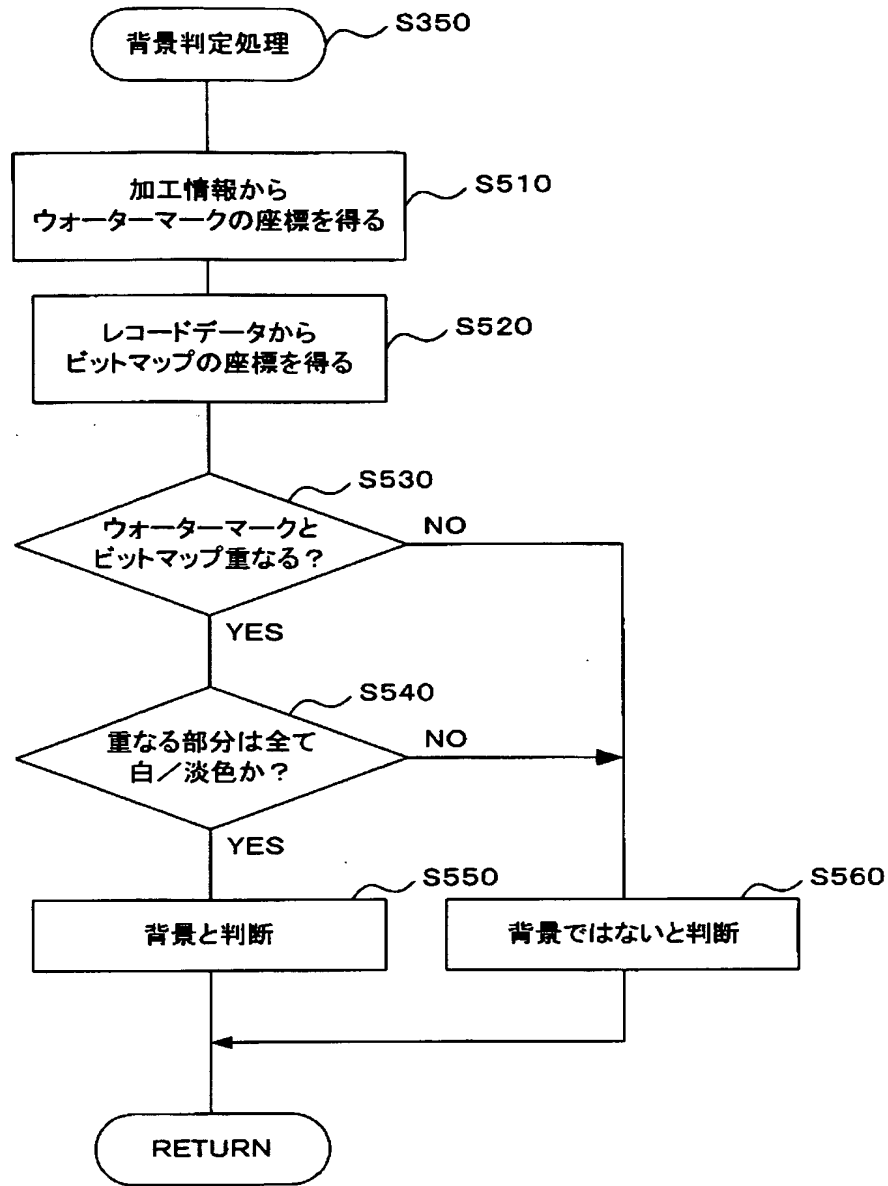 背景判定処理
S350
加工情報から
ウォーターマークの座標を得る
S510
レコードデータから
ビットマップの座標を得る
S520
S530
ウォーターマークと
ビットマップ重なる？
NO
YES
S540
重なる部分は全て
白／淡色か？
NO
YES
S550
背景と判断
S560
背景ではないと判断
RETURN